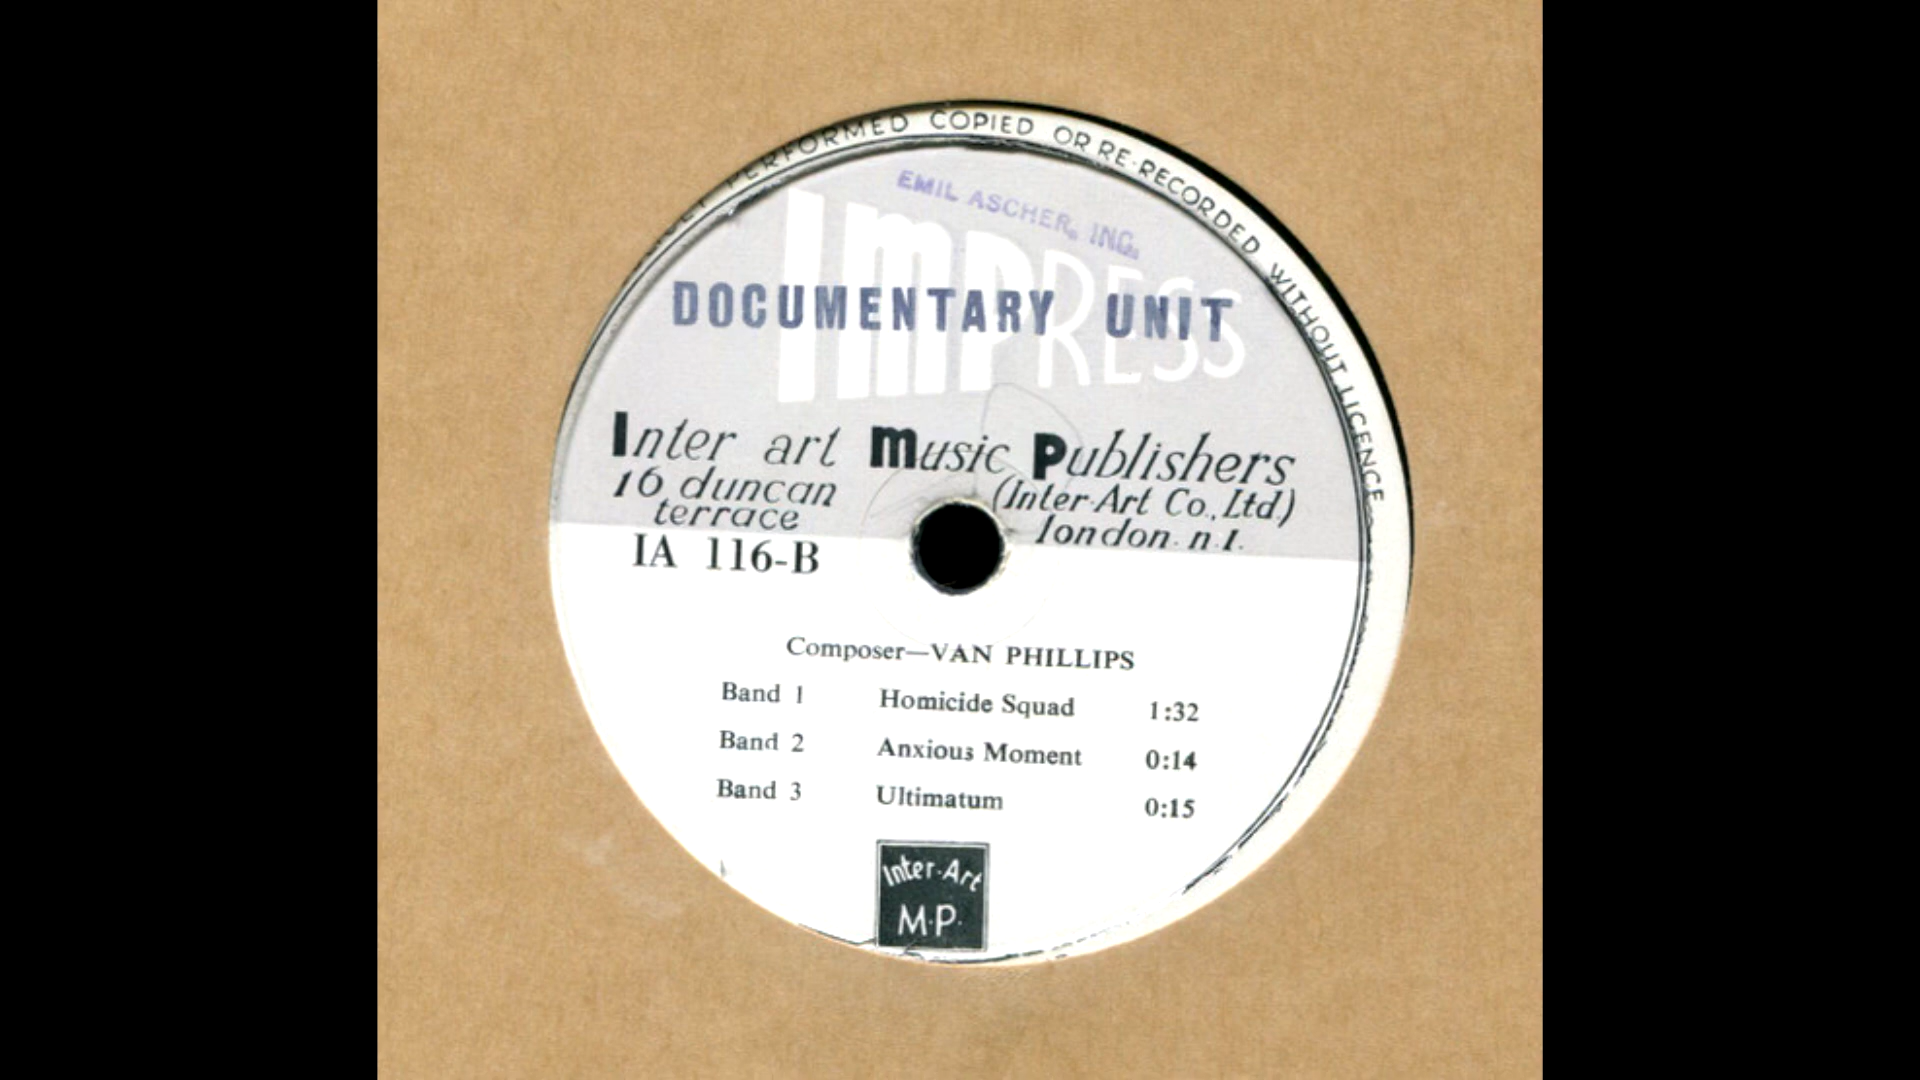 PERFORMED COPIED OR RE-RECORDED WITHOUT LICENCE
EMIL ASCHER, INC.
IMPRESS
DOCUMENTARY UNIT
Inter art Music Publishers
16 duncan terrace
(Inter-Art Co., Ltd.)
london. n.1.
IA 116-B
Composer—VAN PHILLIPS
Band 1 Homicide Squad 1:32
Band 2 Anxious Moment 0:14
Band 3 Ultimatum 0:15
Inter-Art
M·P·